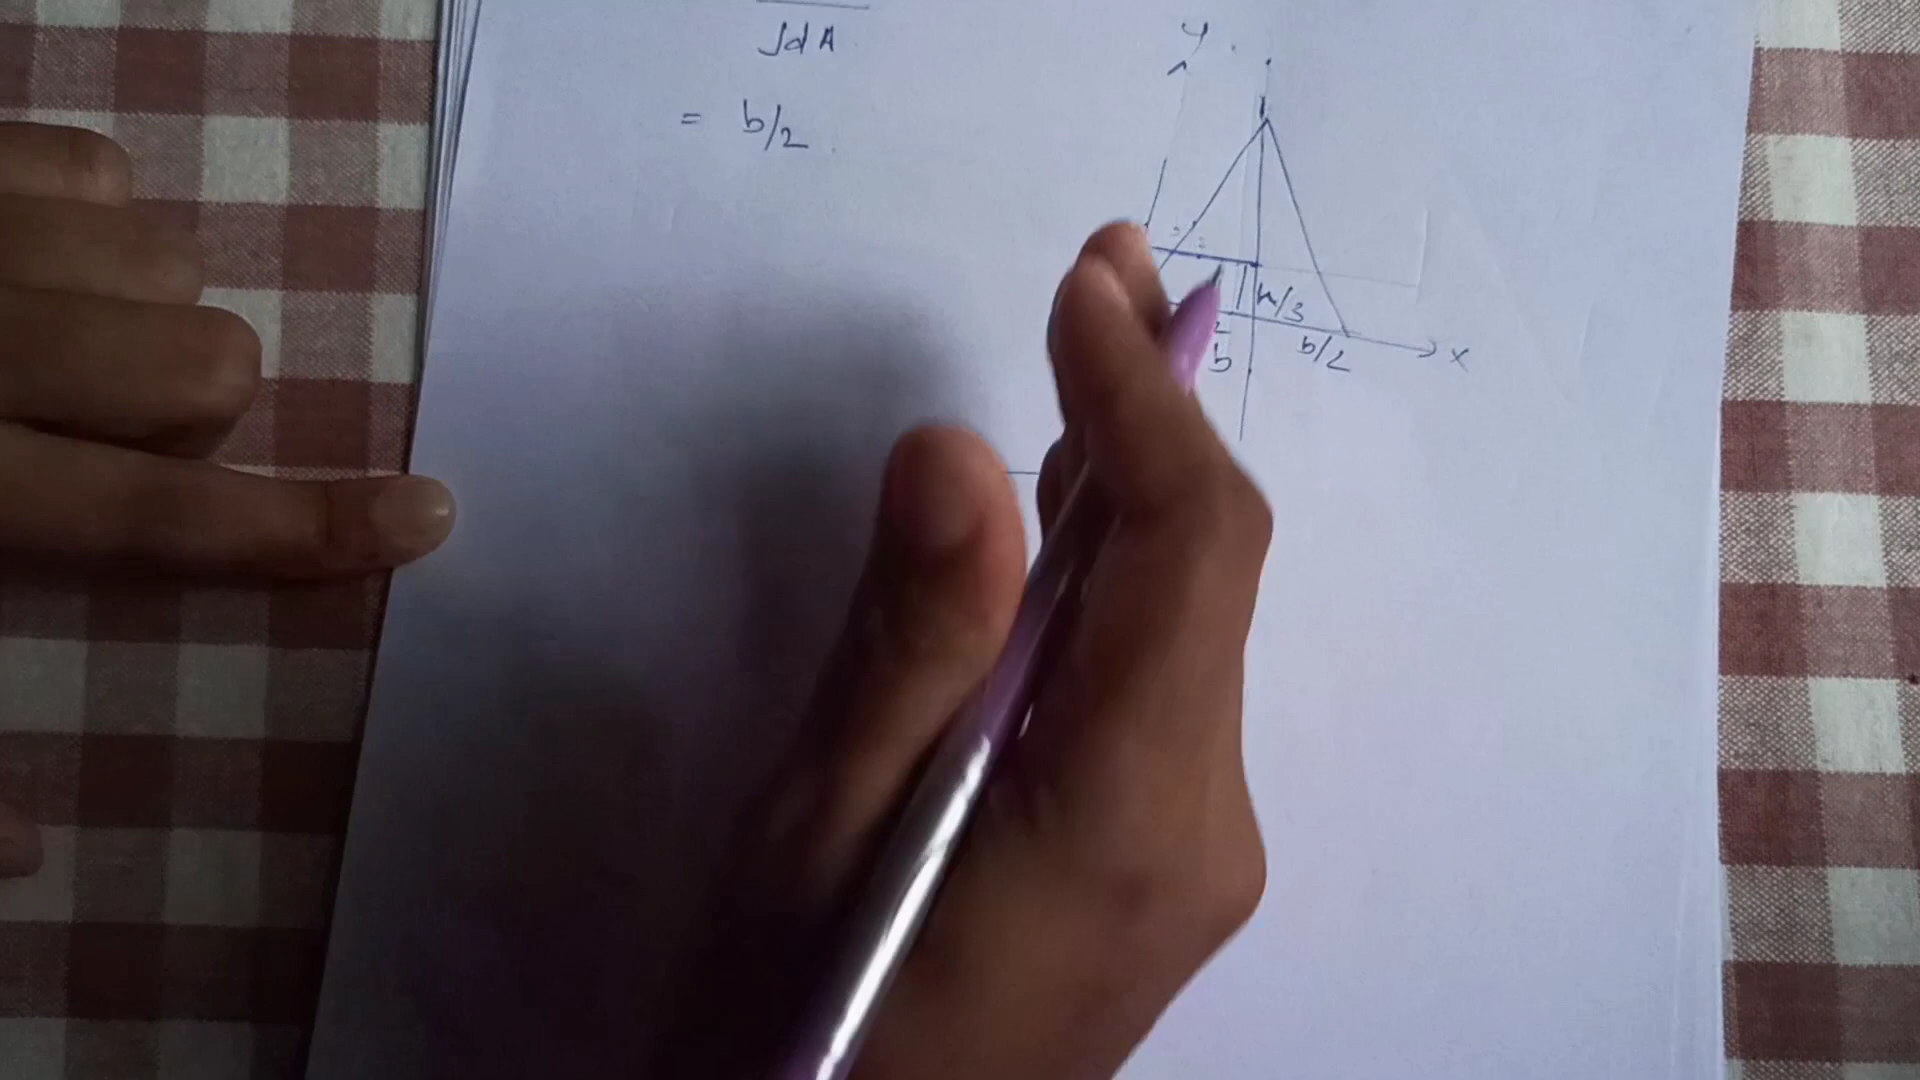 ∫dA
= b/2
y
h/3
b/2
b
x